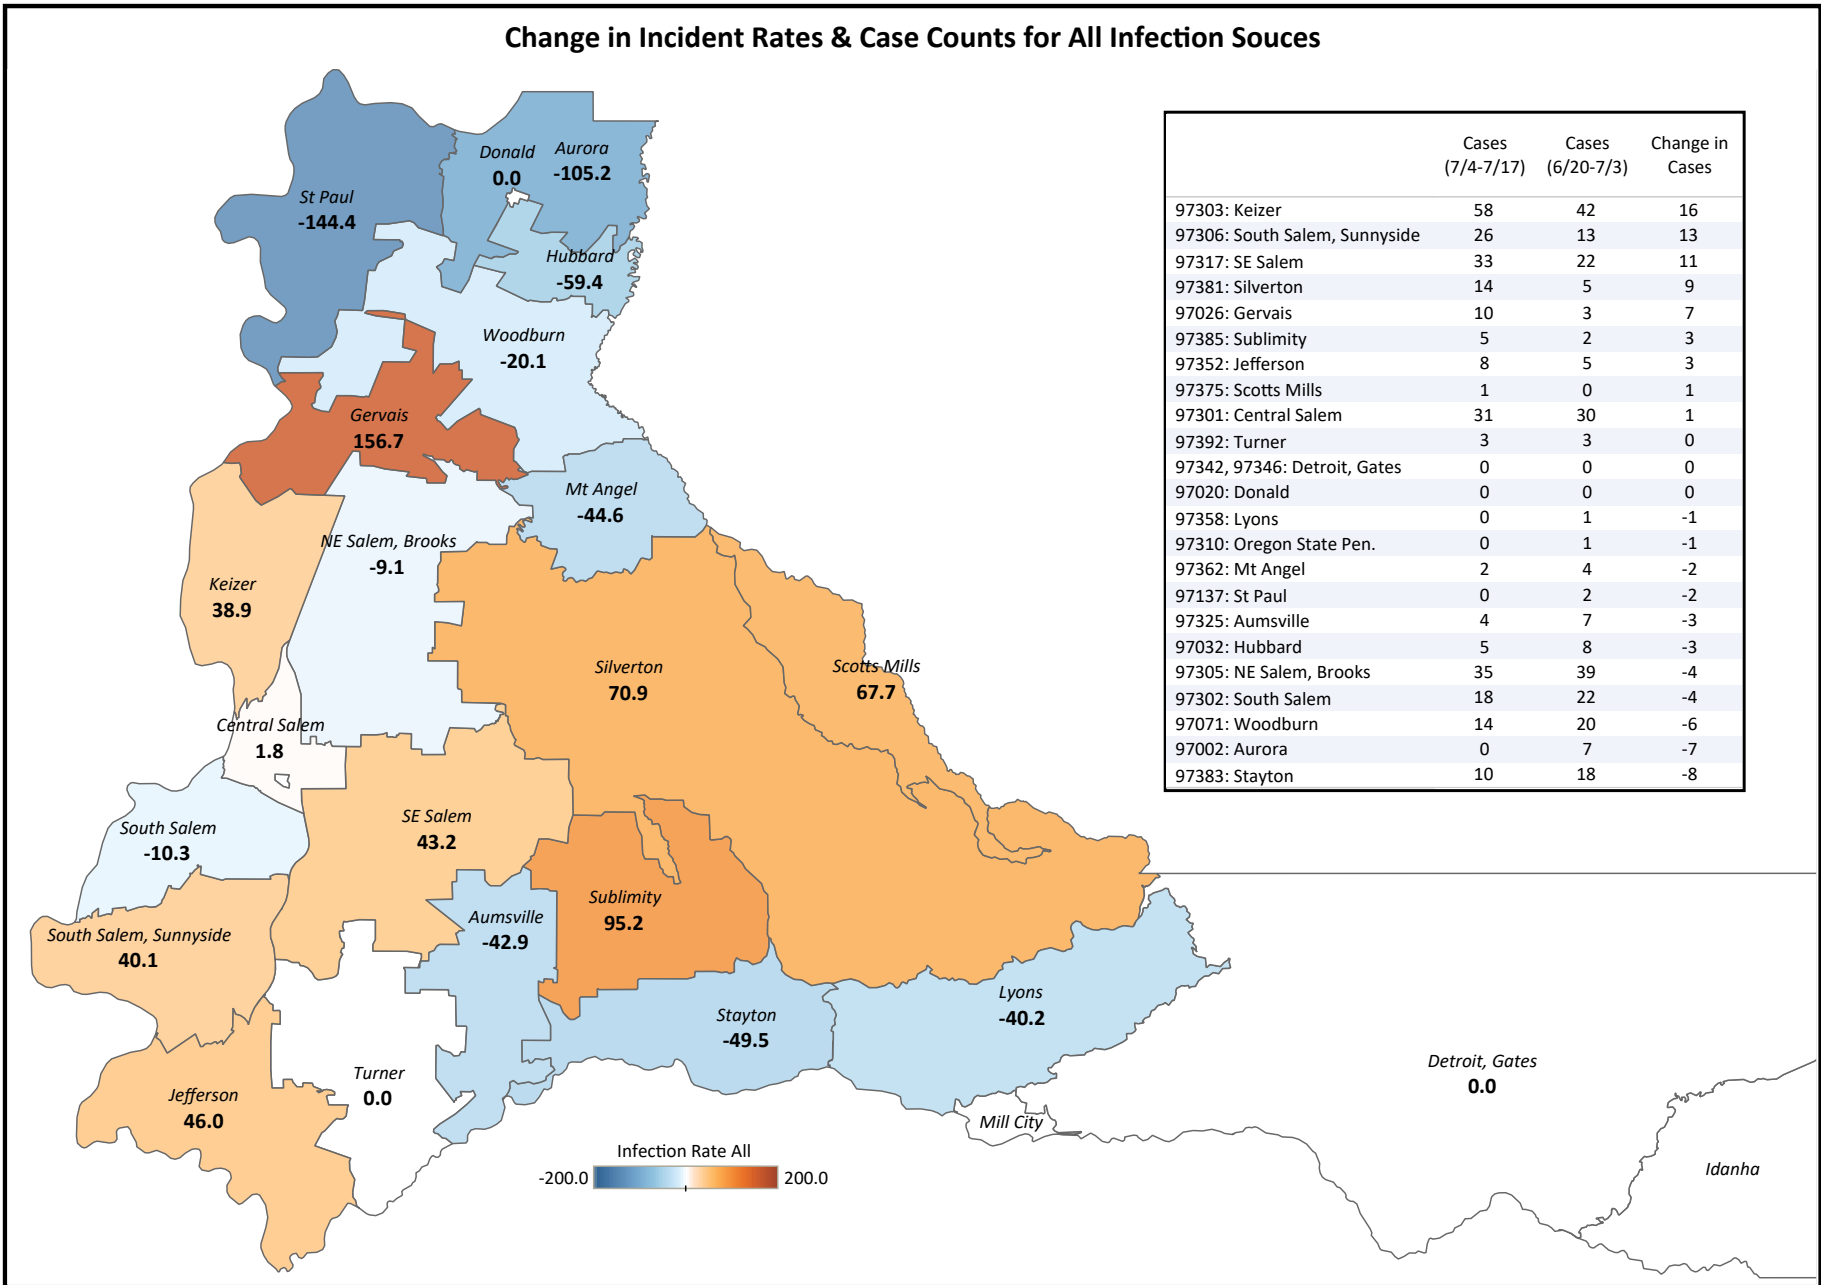 Change in Incident Rates & Case Counts for All Infection Souces
Donald
0.0
Aurora
-105.2
St Paul
-144.4
Hubbard
-59.4
Woodburn
-20.1
Gervais
156.7
Mt Angel
-44.6
NE Salem, Brooks
-9.1
Keizer
38.9
Silverton
70.9
Scotts Mills
67.7
Central Salem
1.8
SE Salem
43.2
South Salem
-10.3
Sublimity
95.2
Aumsville
-42.9
South Salem, Sunnyside
40.1
Lyons
-40.2
Stayton
-49.5
Detroit, Gates
0.0
Turner
0.0
Jefferson
46.0
Mill City
Idanha
Infection Rate All
-200.0 200.0
Cases Cases Change in
(7/4-7/17) (6/20-7/3) Cases
97303: Keizer 58 42 16
97306: South Salem, Sunnyside 26 13 13
97317: SE Salem 33 22 11
97381: Silverton 14 5 9
97026: Gervais 10 3 7
97385: Sublimity 5 2 3
97352: Jefferson 8 5 3
97375: Scotts Mills 1 0 1
97301: Central Salem 31 30 1
97392: Turner 3 3 0
97342, 97346: Detroit, Gates 0 0 0
97020: Donald 0 0 0
97358: Lyons 0 1 -1
97310: Oregon State Pen. 0 1 -1
97362: Mt Angel 2 4 -2
97137: St Paul 0 2 -2
97325: Aumsville 4 7 -3
97032: Hubbard 5 8 -3
97305: NE Salem, Brooks 35 39 -4
97302: South Salem 18 22 -4
97071: Woodburn 14 20 -6
97002: Aurora 0 7 -7
97383: Stayton 10 18 -8